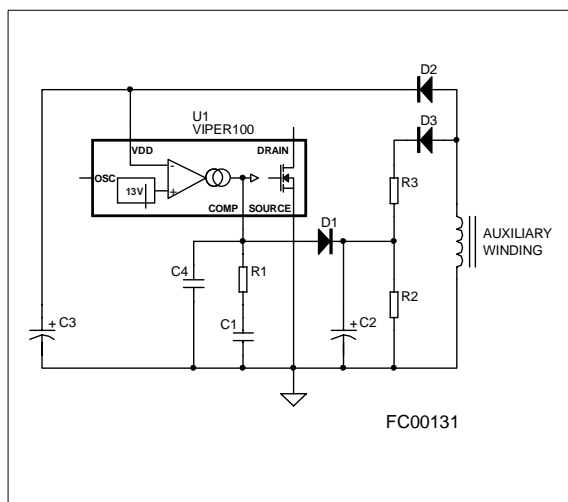 D2
U1
VIPER100
D3
VDD
DRAIN
OSC
-
+
13V
COMP SOURCE
R3
D1
AUXILIARY
WINDING
C4
R1
R2
+
C3
C1
+
C2
FC00131